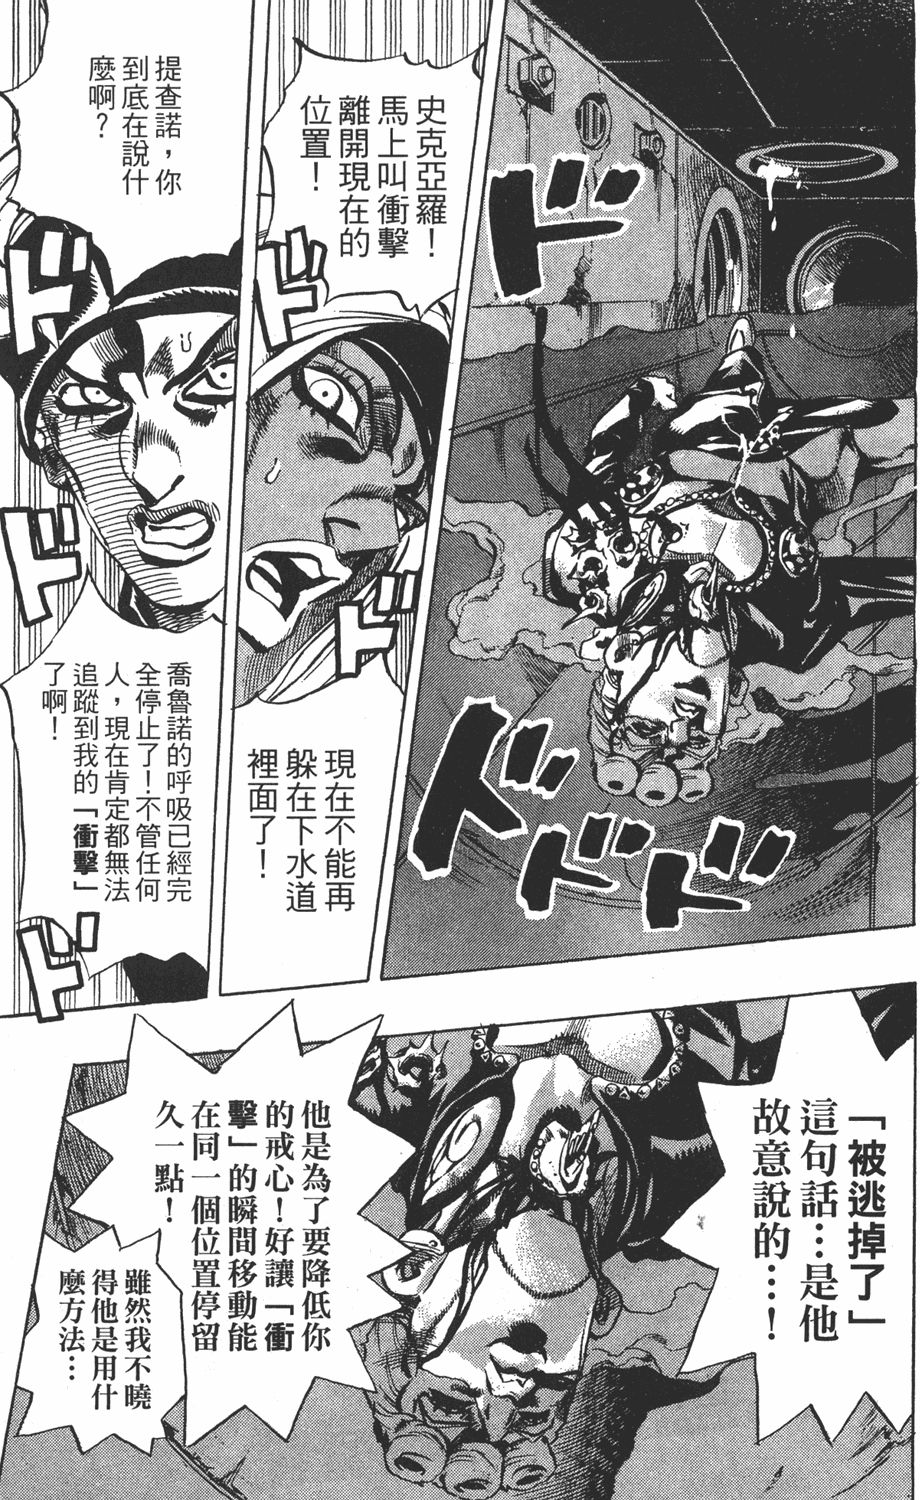 ド
ド
ド
ド
史克亞羅！
馬上叫衝擊
離開現在的
位置！
ド
ド
現在不能再
躲在下水道
裡面了！
提查諾，你
到底在說什
麼啊？
ド
ド
喬魯諾的呼吸已經完
全停止了！不管任何
人，現在肯定都無法
追蹤到我的「衝擊」
了啊！
ド
「被逃掉了」
這句話…是他
故意說的…！
他是為了要降低你
的戒心！好讓「衝
擊」的瞬間移動能
在同一個位置停留
久一點！
雖然我不曉
得他是用什
麼方法…